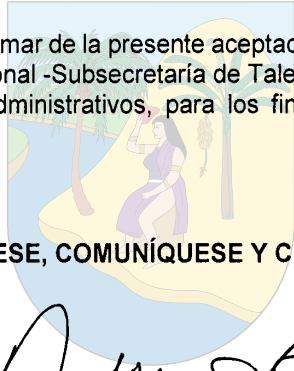 mar de la presente aceptac
onal -Subsecretaría de Tale
dministrativos, para los fin
ESE, COMUNÍQUESE Y C